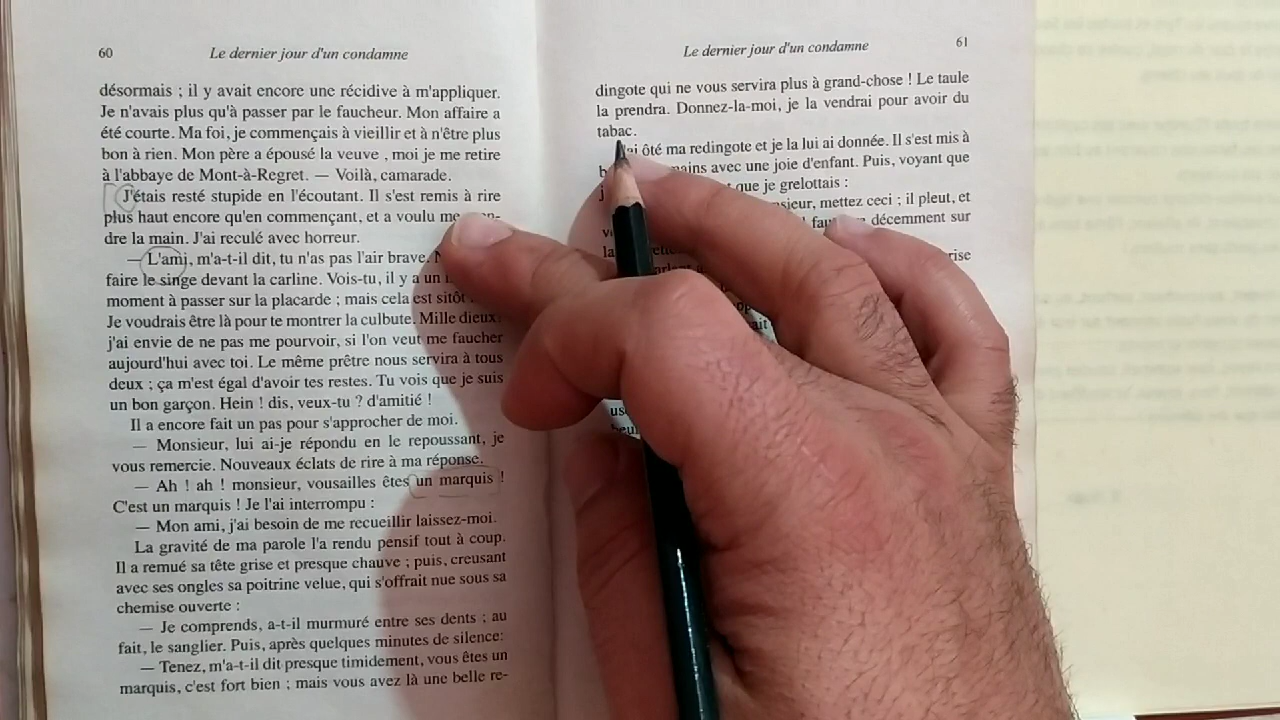 60
Le dernier jour d'un condamne
désormais ; il y avait encore une récidive à m'appliquer.
Je n'avais plus qu'à passer par le faucheur. Mon affaire a
été courte. Ma foi, je commençais à vieillir et à n'être plus
bon à rien. Mon père a épousé la veuve , moi je me retire
à l'abbaye de Mont-à-Regret. — Voilà, camarade.
J'étais resté stupide en l'écoutant. Il s'est remis à rire
plus haut encore qu'en commençant, et a voulu me
dre la main. J'ai reculé avec horreur.
— L'ami, m'a-t-il dit, tu n'as pas l'air brave.
faire le singe devant la carline. Vois-tu, il y a un
moment à passer sur la placarde ; mais cela est sitôt
Je voudrais être là pour te montrer la culbute. Mille dieux
j'ai envie de ne pas me pourvoir, si l'on veut me faucher
aujourd'hui avec toi. Le même prêtre nous servira à tous
deux ; ça m'est égal d'avoir tes restes. Tu vois que je suis
un bon garçon. Hein ! dis, veux-tu ? d'amitié !
Il a encore fait un pas pour s'approcher de moi.
— Monsieur, lui ai-je répondu en le repoussant, je
vous remercie. Nouveaux éclats de rire à ma réponse.
— Ah ! ah ! monsieur, vousailles êtes un marquis !
C'est un marquis ! Je l'ai interrompu :
— Mon ami, j'ai besoin de me recueillir laissez-moi.
La gravité de ma parole l'a rendu pensif tout à coup.
Il a remué sa tête grise et presque chauve ; puis, creusant
avec ses ongles sa poitrine velue, qui s'offrait nue sous sa
chemise ouverte :
— Je comprends, a-t-il murmuré entre ses dents ; au
fait, le sanglier. Puis, après quelques minutes de silence:
— Tenez, m'a-t-il dit presque timidement, vous êtes un
marquis, c'est fort bien ; mais vous avez là une belle re-
Le dernier jour d'un condamne
61
dingote qui ne vous servira plus à grand-chose ! Le taule
la prendra. Donnez-la-moi, je la vendrai pour avoir du
tabac.
ôté ma redingote et je la lui ai donnée. Il s'est mis à
mains avec une joie d'enfant. Puis, voyant que
que je grelottais :
mettez ceci ; il pleut, et
décemment sur